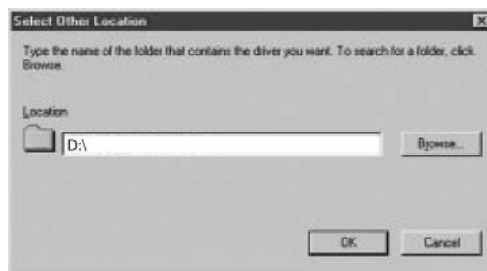 Select Other Location
Type the name of the folder that contains the driver you want. To search for a folder, click
Browse.
Location
D:\
Browse...
OK
Cancel